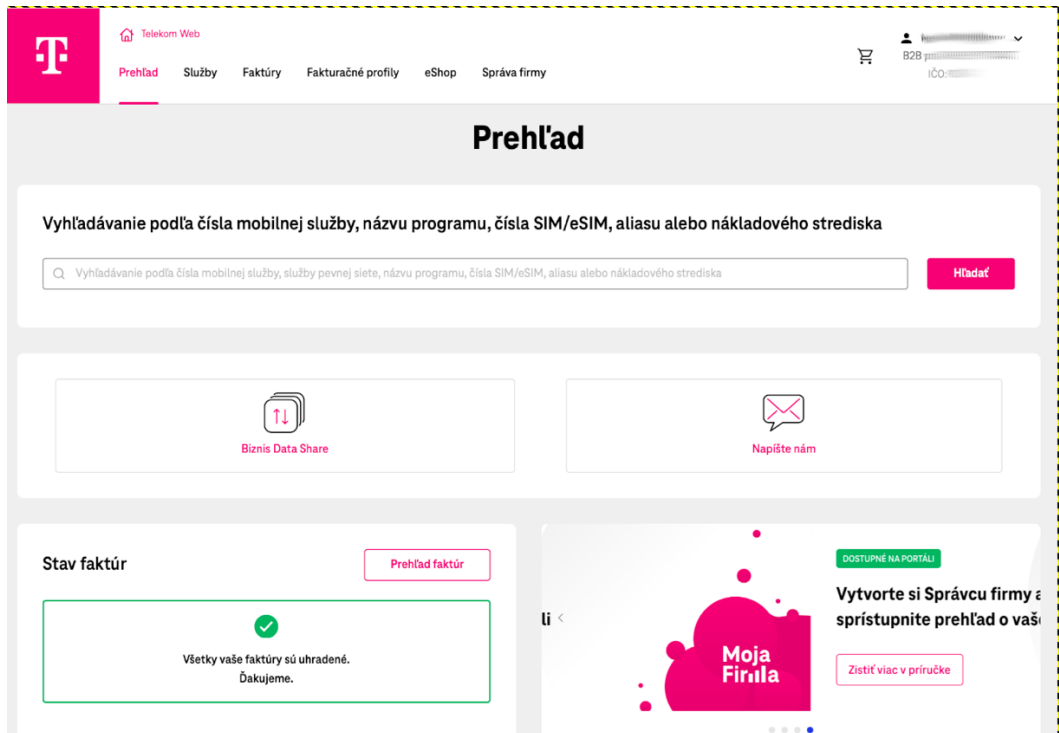 T
Telekom Web
Prehľad Služby Faktúry Fakturačné profily eShop Správa firmy
B2B
IČO:
Prehľad
Vyhľadávanie podľa čísla mobilnej služby, názvu programu, čísla SIM/eSIM, aliasu alebo nákladového strediska
Vyhľadávanie podľa čísla mobilnej služby, služby pevnej siete, názvu programu, čísla SIM/eSIM, aliasu alebo nákladového strediska
Hľadať
Biznis Data Share
Napíšte nám
Stav faktúr
Prehľad faktúr
Všetky vaše faktúry sú uhradené.
Ďakujeme.
li
Moja
Firma
DOSTUPNÉ NA PORTÁLI
Vytvorte si Správcu firmy a
sprístupnite prehľad o vaš
Zistiť viac v príručke